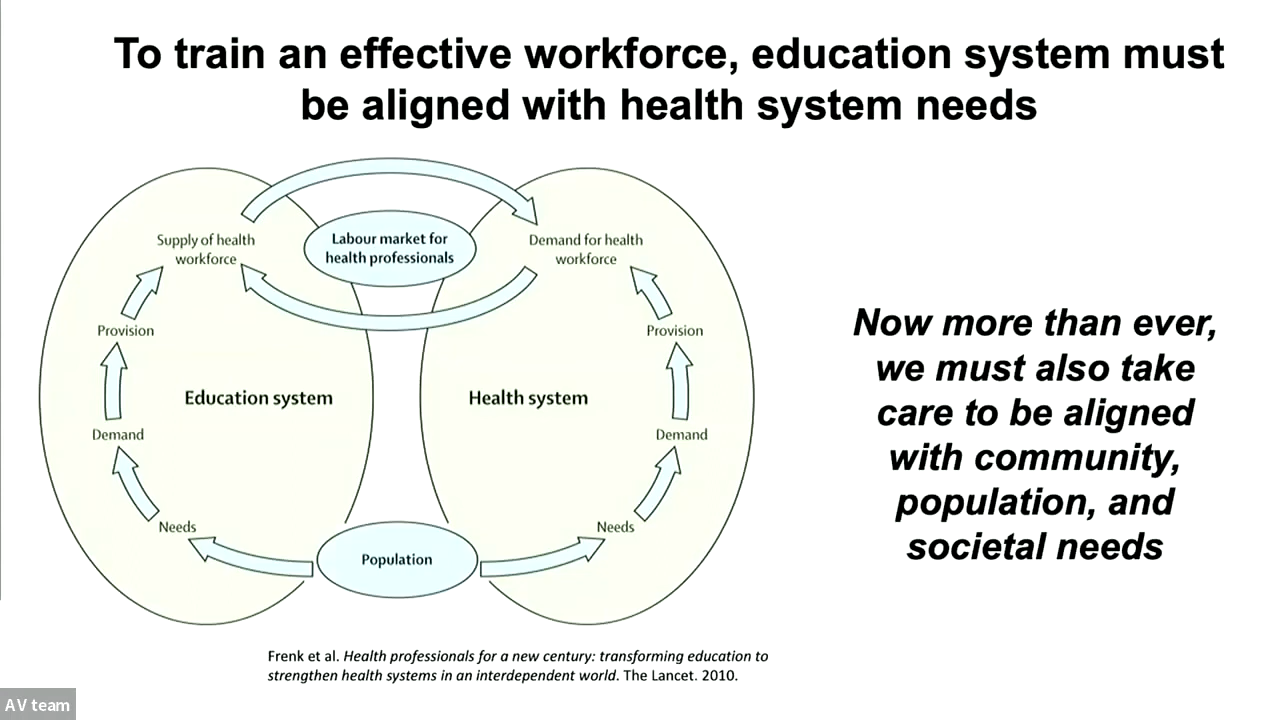 To train an effective workforce, education system must
be aligned with health system needs
Supply of health
workforce
Labour market for
health professionals
Demand for health
workforce
Provision
Provision
Education system
Health system
Demand
Demand
Needs
Needs
Population
Now more than ever,
we must also take
care to be aligned
with community,
population, and
societal needs
Frenk et al. Health professionals for a new century: transforming education to
strengthen health systems in an interdependent world. The Lancet. 2010.
AV team